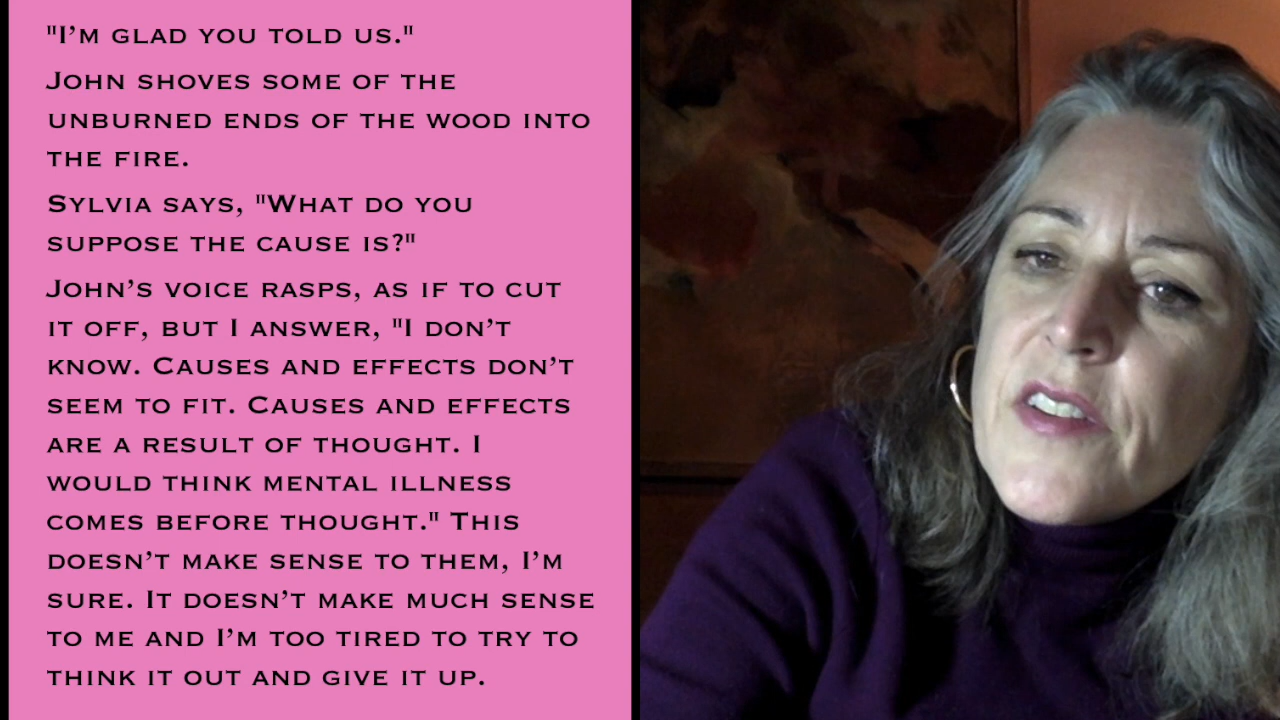 "I'm glad you told us."
John shoves some of the
unburned ends of the wood into
the fire.
Sylvia says, "What do you
suppose the cause is?"
John's voice rasps, as if to cut
it off, but I answer, "I don't
know. Causes and effects don't
seem to fit. Causes and effects
are a result of thought. I
would think mental illness
comes before thought." This
doesn't make sense to them, I'm
sure. It doesn't make much sense
to me and I'm too tired to try to
think it out and give it up.